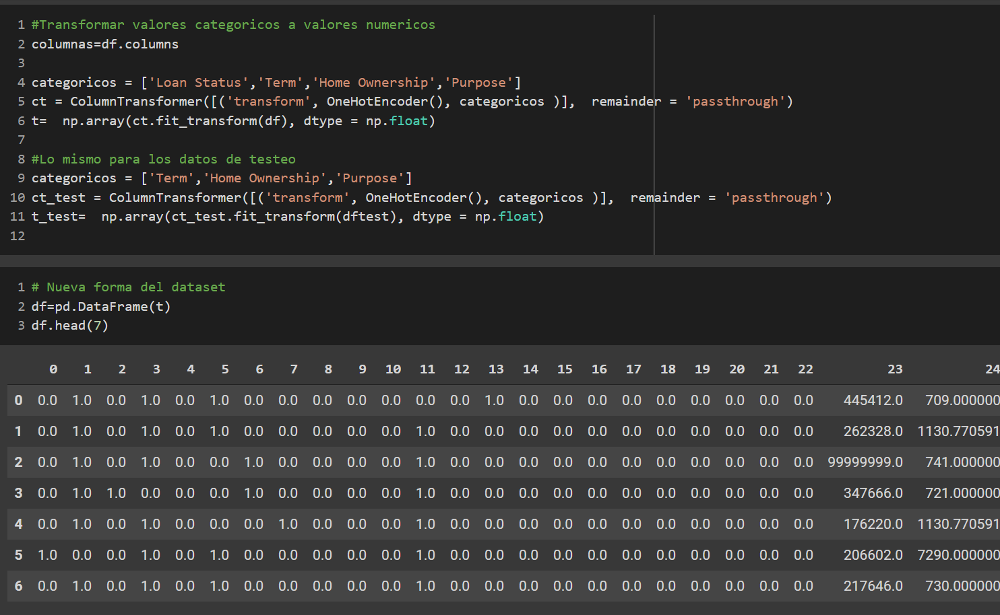 1 #Transformar valores categoricos a valores numericos
2 columnas=df.columns
3
4 categoricos = ['Loan Status','Term','Home Ownership','Purpose']
5 ct = ColumnTransformer([('transform', OneHotEncoder(), categoricos )],  remainder = 'passthrough')
6 t=  np.array(ct.fit_transform(df), dtype = np.float)
7
8 #Lo mismo para los datos de testeo
9 categoricos = ['Term','Home Ownership','Purpose']
10 ct_test = ColumnTransformer([('transform', OneHotEncoder(), categoricos )],  remainder = 'passthrough')
11 t_test=  np.array(ct_test.fit_transform(dftest), dtype = np.float)
12
1 # Nueva forma del dataset
2 df=pd.DataFrame(t)
3 df.head(7)
0 1 2 3 4 5 6 7 8 9 10 11 12 13 14 15 16 17 18 19 20 21 22 23 24
0 0.0 1.0 0.0 1.0 0.0 1.0 0.0 0.0 0.0 0.0 0.0 0.0 0.0 1.0 0.0 0.0 0.0 0.0 0.0 0.0 0.0 0.0 0.0 445412.0 709.000000
1 0.0 1.0 0.0 1.0 0.0 1.0 0.0 0.0 0.0 0.0 0.0 1.0 0.0 0.0 0.0 0.0 0.0 0.0 0.0 0.0 0.0 0.0 0.0 262328.0 1130.770591
2 0.0 1.0 0.0 1.0 0.0 0.0 1.0 0.0 0.0 0.0 0.0 1.0 0.0 0.0 0.0 0.0 0.0 0.0 0.0 0.0 0.0 0.0 0.0 99999999.0 741.000000
3 0.0 1.0 1.0 0.0 0.0 0.0 1.0 0.0 0.0 0.0 0.0 1.0 0.0 0.0 0.0 0.0 0.0 0.0 0.0 0.0 0.0 0.0 0.0 347666.0 721.000000
4 0.0 1.0 0.0 1.0 0.0 0.0 0.0 1.0 0.0 0.0 0.0 1.0 0.0 0.0 0.0 0.0 0.0 0.0 0.0 0.0 0.0 0.0 0.0 176220.0 1130.770591
5 1.0 0.0 0.0 1.0 0.0 1.0 0.0 0.0 0.0 0.0 0.0 1.0 0.0 0.0 0.0 0.0 0.0 0.0 0.0 0.0 0.0 0.0 0.0 206602.0 7290.000000
6 0.0 1.0 0.0 1.0 0.0 1.0 0.0 0.0 0.0 0.0 0.0 1.0 0.0 0.0 0.0 0.0 0.0 0.0 0.0 0.0 0.0 0.0 0.0 217646.0 730.000000